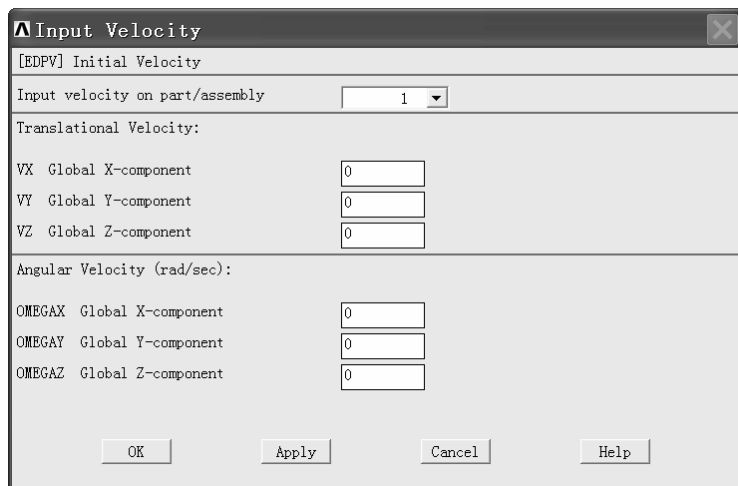 Input Velocity
[EDPV] Initial Velocity
Input velocity on part/assembly 1
Translational Velocity:
VX Global X-component 0
VY Global Y-component 0
VZ Global Z-component 0
Angular Velocity (rad/sec):
OMEGAX Global X-component 0
OMEGAY Global Y-component 0
OMEGAZ Global Z-component 0
OK Apply Cancel Help